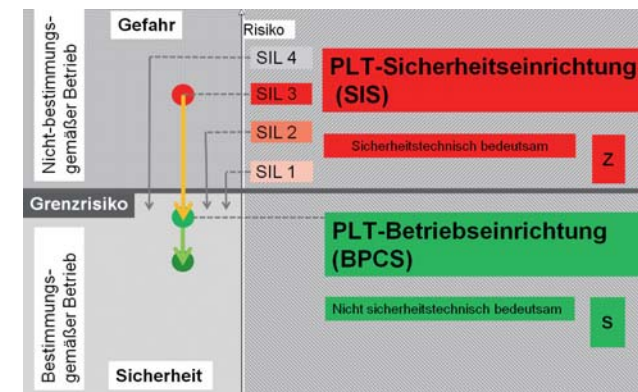 Gefahr
Risiko
Nicht-bestimmungs-
gemäßer Betrieb
SIL 4
SIL 3
SIL 2
SIL 1
PLT-Sicherheitseinrichtung
(SIS)
Sicherheitstechnisch bedeutsam
Z
Grenzrisiko
Bestimmungs-
gemäßer Betrieb
PLT-Betriebseinrichtung
(BPCS)
Nicht sicherheitstechnisch bedeutsam
S
Sicherheit